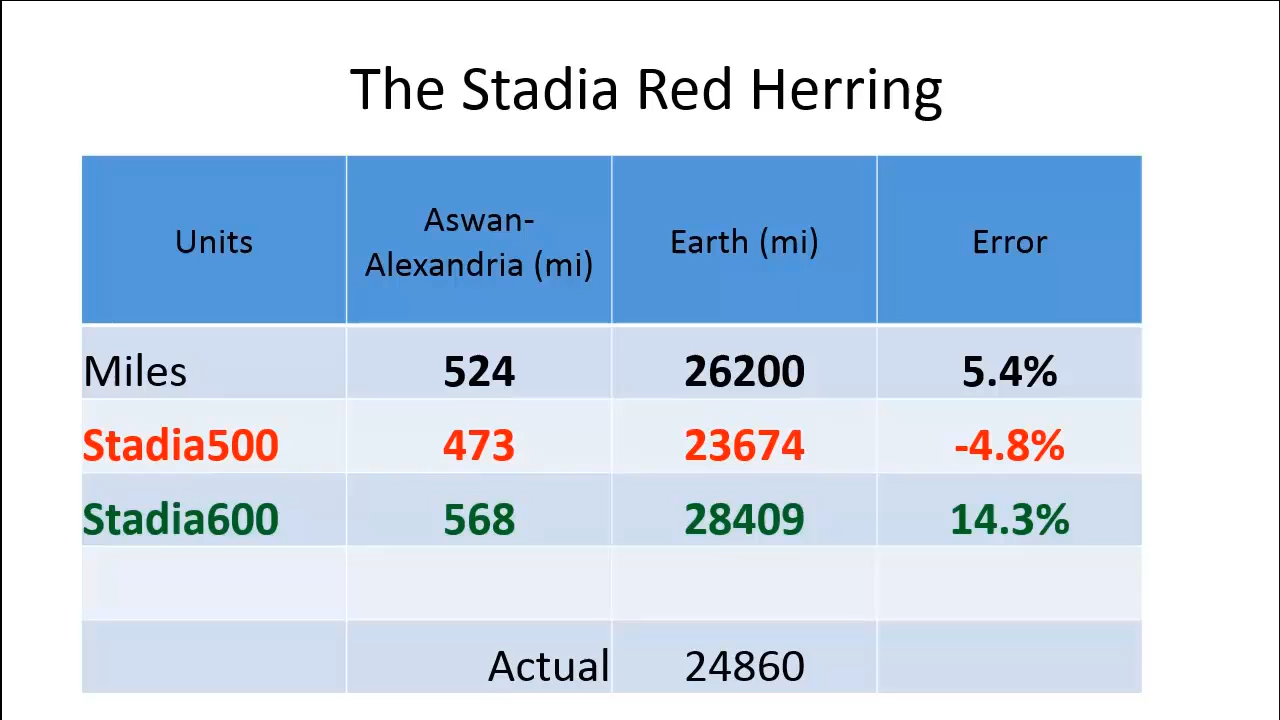 The Stadia Red Herring
Units
Aswan-
Alexandria (mi)
Earth (mi)
Error
Miles 524 26200 5.4%
Stadia500 473 23674 -4.8%
Stadia600 568 28409 14.3%
Actual 24860